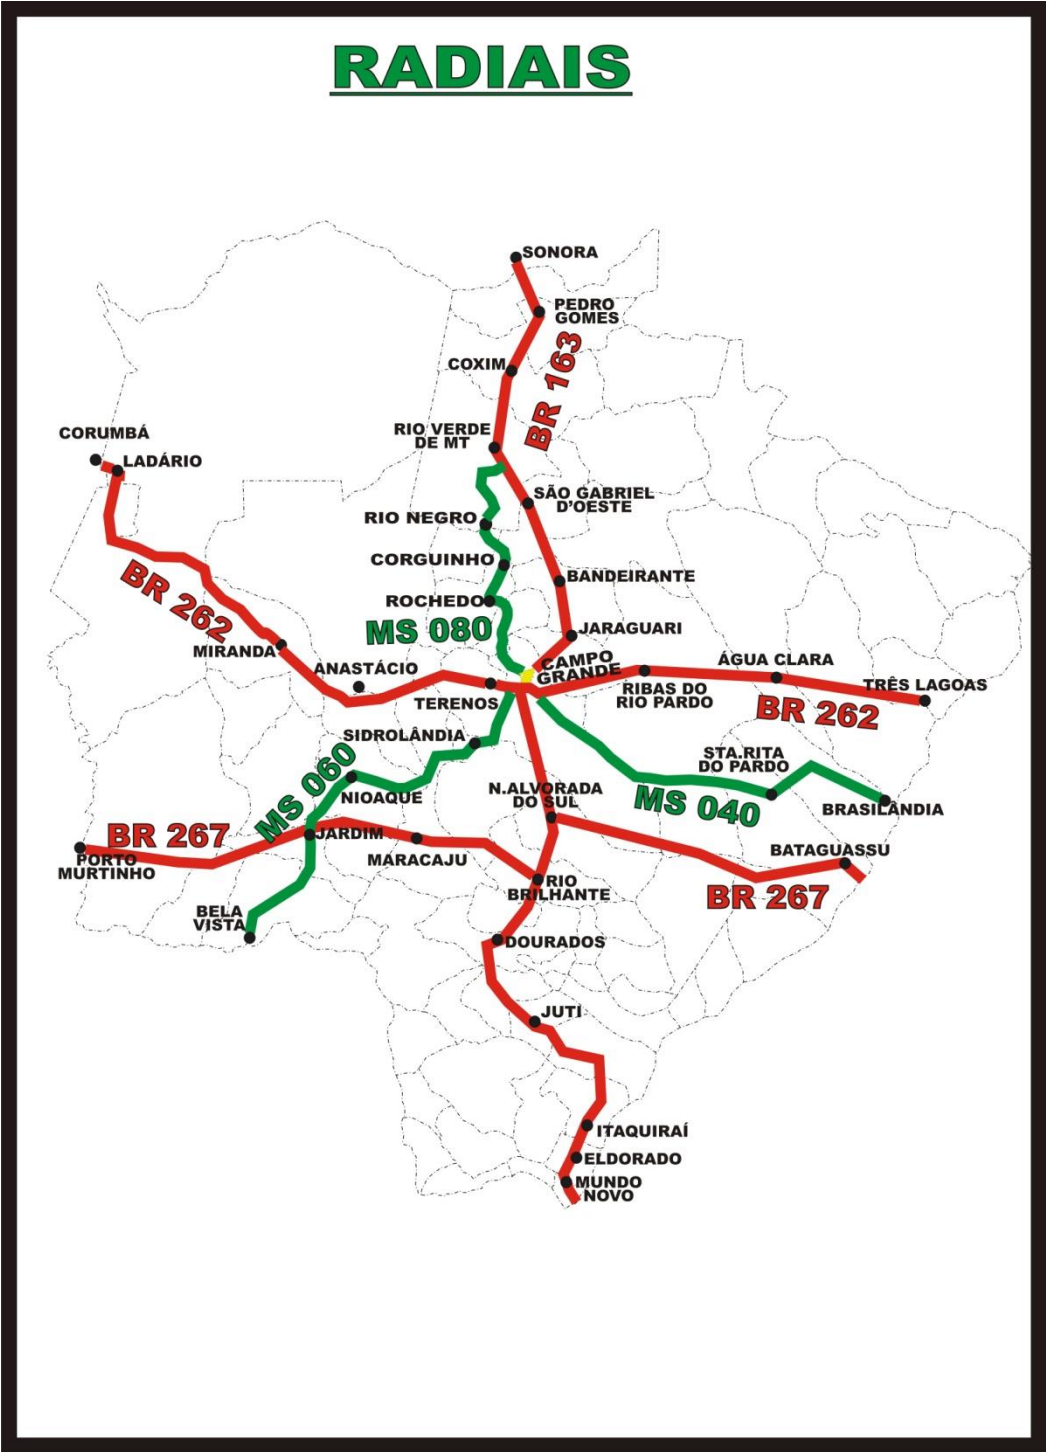 RADIAIS
SONORA
PEDRO
GOMES
COXIM
BR 163
RIO VERDE
DE MT
CORUMBÁ
LADÁRIO
SÃO GABRIEL
D'OESTE
RIO NEGRO
CORGUINHO
BANDEIRANTE
BR 262
ROCHEDO
MS 080
JARAGUARI
MIRANDA
ANASTÁCIO
CAMPO
GRANDE
ÁGUA CLARA
TRÊS LAGOAS
TERENOS
RIBAS DO
RIO PARDO
BR 262
SIDROLÂNDIA
STA.RITA
DO PARDO
MS 060
NIOAQUE
N.ALVORADA
DO SUL
MS 040
BRASILÂNDIA
BR 267
JARDIM
MARACAJU
BATAGUASSU
PORTO
MURTINHO
RIO
BRILHANTE
BR 267
BELA
VISTA
DOURADOS
JUTI
ITAQUIRAÍ
ELDORADO
MUNDO
NOVO